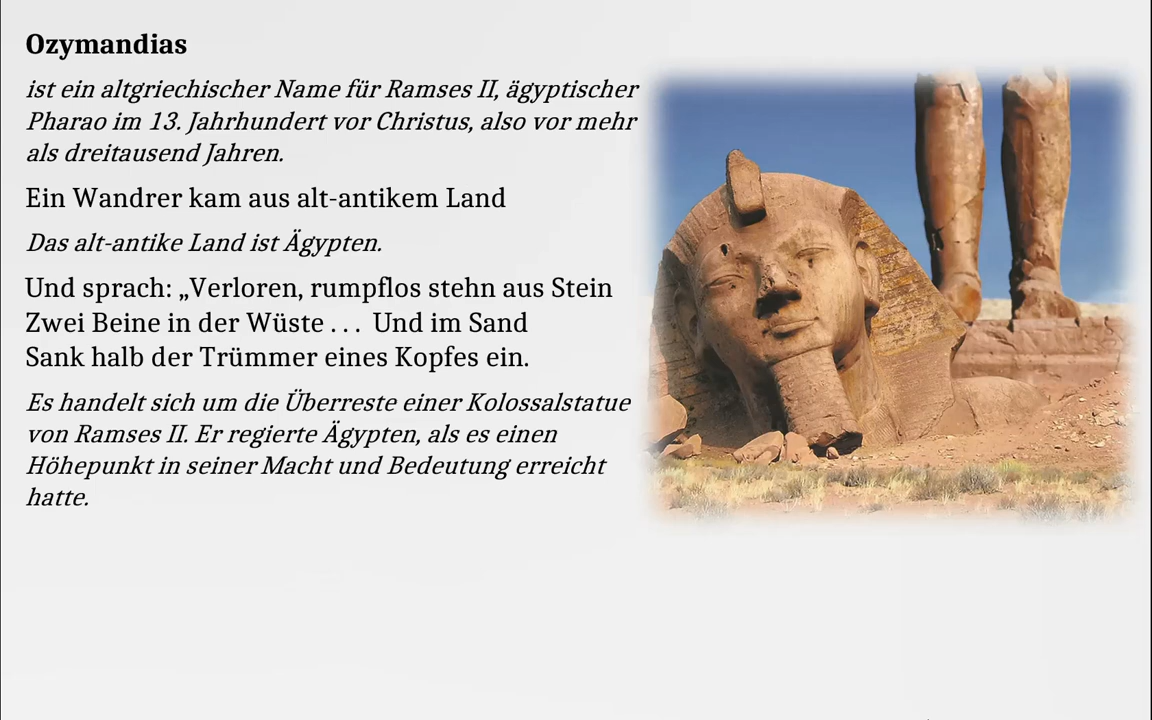 Ozymandias
ist ein altgriechischer Name für Ramses II, ägyptischer
Pharao im 13. Jahrhundert vor Christus, also vor mehr
als dreitausend Jahren.
Ein Wandrer kam aus alt-antikem Land
Das alt-antike Land ist Ägypten.
Und sprach: „Verloren, rumpflos stehn aus Stein
Zwei Beine in der Wüste . . . Und im Sand
Sank halb der Trümmer eines Kopfes ein.
Es handelt sich um die Überreste einer Kolossalstatue
von Ramses II. Er regierte Ägypten, als es einen
Höhepunkt in seiner Macht und Bedeutung erreicht
hatte.